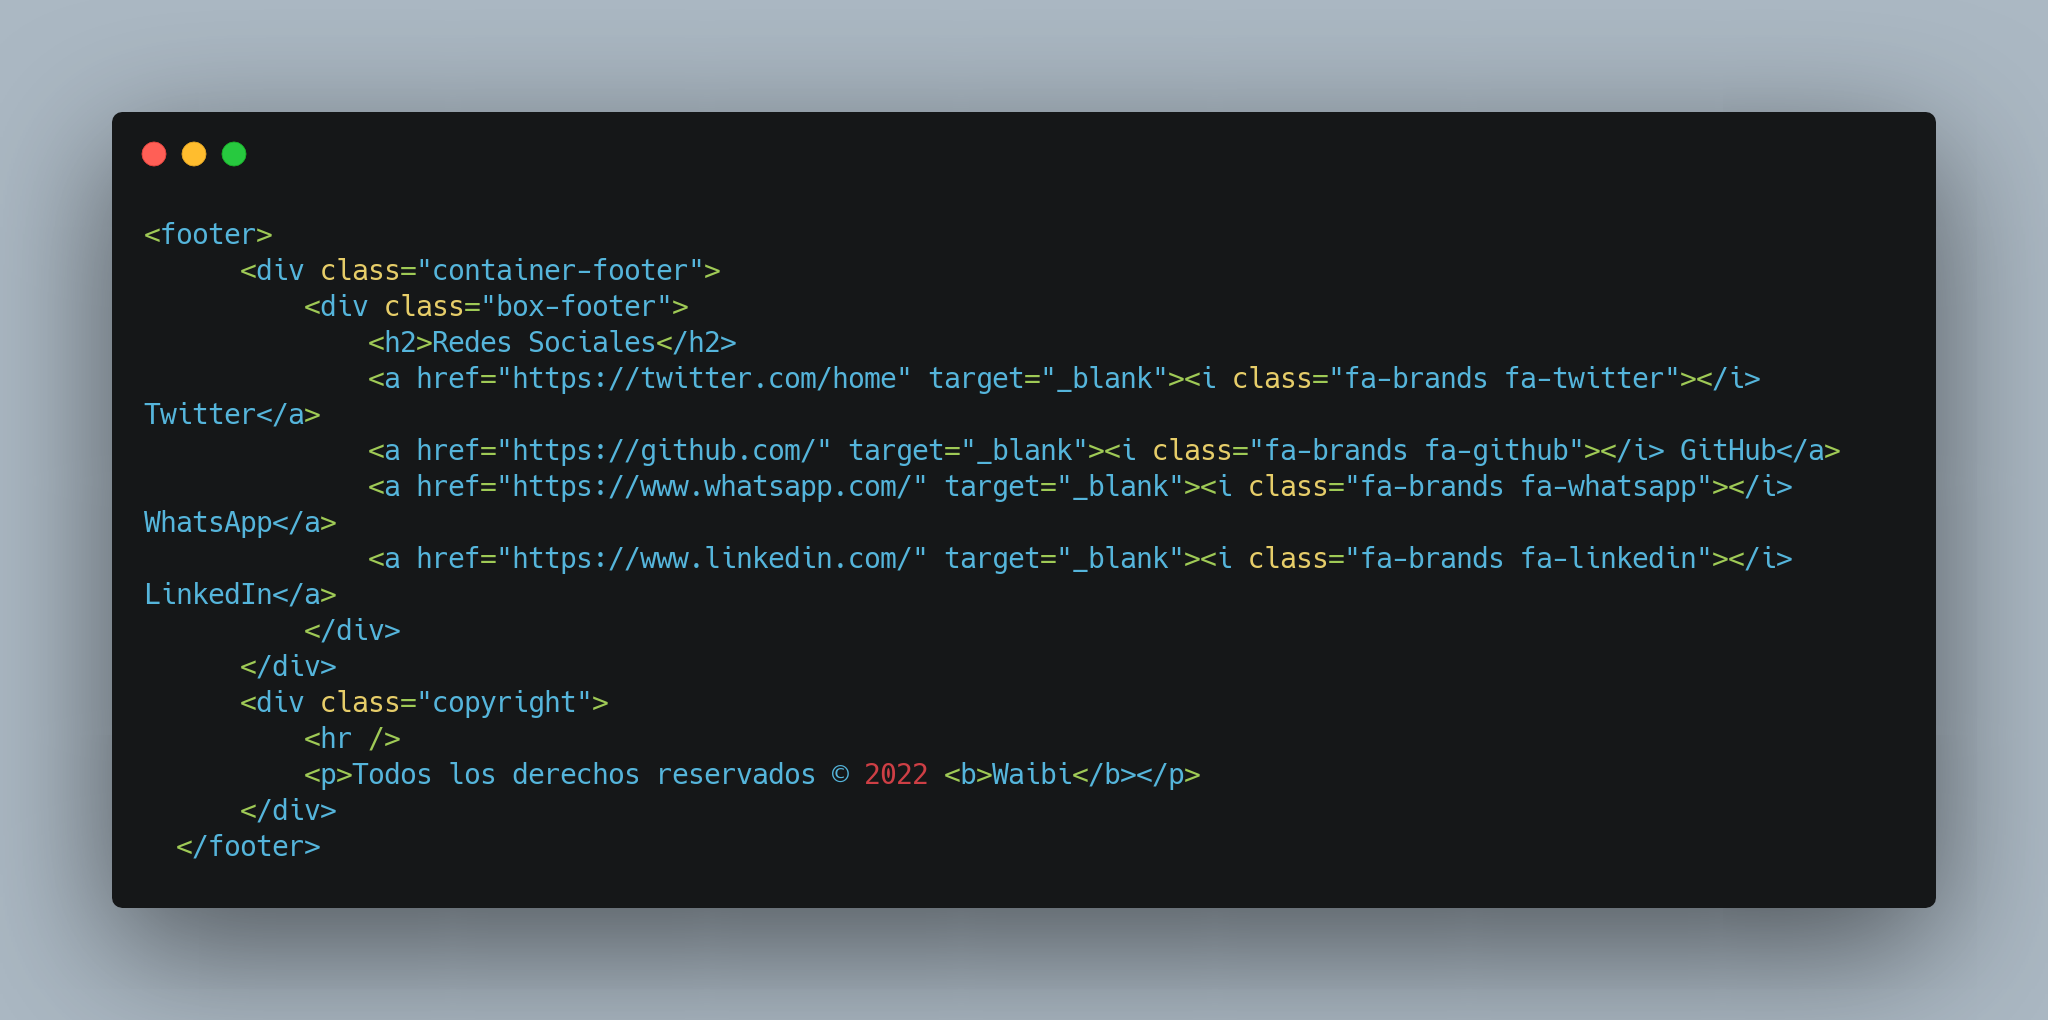 <footer>
      <div class="container-footer">
          <div class="box-footer">
              <h2>Redes Sociales</h2>
              <a href="https://twitter.com/home" target="_blank"><i class="fa-brands fa-twitter"></i>
Twitter</a>
              <a href="https://github.com/" target="_blank"><i class="fa-brands fa-github"></i> GitHub</a>
              <a href="https://www.whatsapp.com/" target="_blank"><i class="fa-brands fa-whatsapp"></i>
WhatsApp</a>
              <a href="https://www.linkedin.com/" target="_blank"><i class="fa-brands fa-linkedin"></i>
LinkedIn</a>
          </div>
      </div>
      <div class="copyright">
          <hr />
          <p>Todos los derechos reservados © 2022 <b>Waibi</b></p>
      </div>
  </footer>